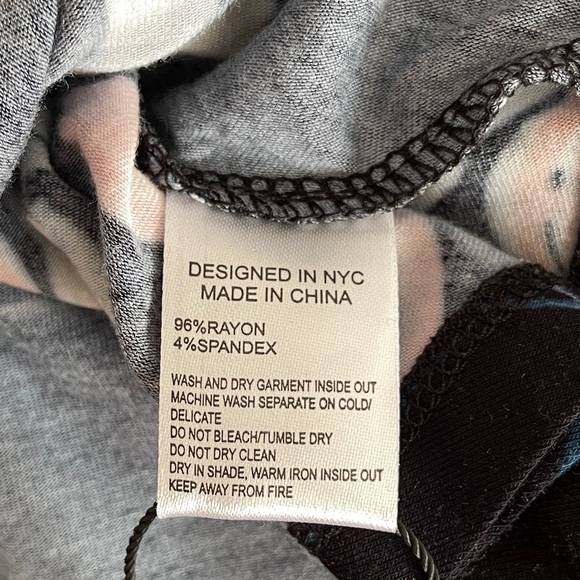 DESIGNED IN NYC
MADE IN CHINA
96%RAYON
4%SPANDEX
WASH AND DRY GARMENT INSIDE OUT
MACHINE WASH SEPARATE ON COLD/
DELICATE
DO NOT BLEACH/TUMBLE DRY
DO NOT DRY CLEAN
DRY IN SHADE, WARM IRON INSIDE OUT
KEEP AWAY FROM FIRE